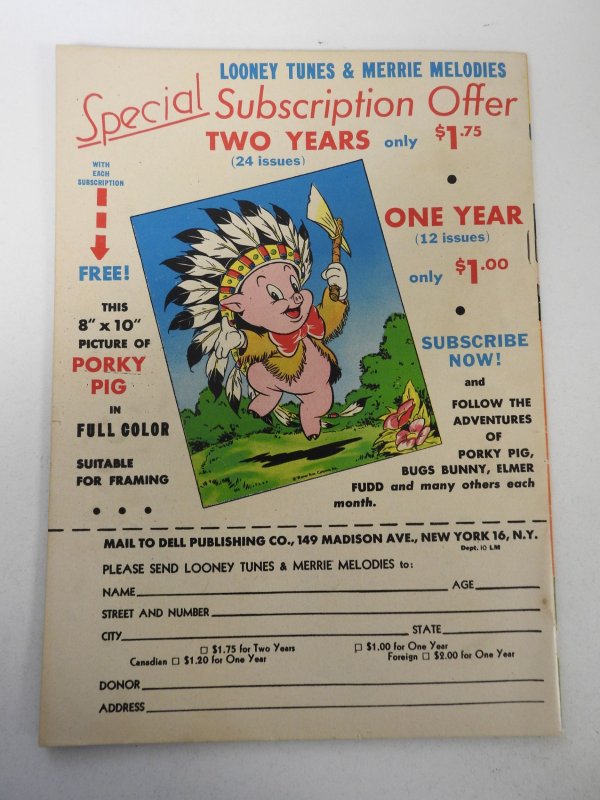 LOONEY TUNES & MERRIE MELODIES
Special Subscription Offer
TWO YEARS only $1.75
(24 issues)
WITH
EACH
SUBSCRIPTION
FREE!
THIS
8" x 10"
PICTURE OF
PORKY
PIG
IN
FULL COLOR
SUITABLE
FOR FRAMING
ONE YEAR
(12 issues)
only $1.00
SUBSCRIBE
NOW!
and
FOLLOW THE
ADVENTURES
OF
PORKY PIG,
BUGS BUNNY, ELMER
FUDD and many others each
month.
MAIL TO DELL PUBLISHING CO., 149 MADISON AVE., NEW YORK 16, N.Y.
Dept. 10 LM
PLEASE SEND LOONEY TUNES & MERRIE MELODIES to:
NAME AGE
STREET AND NUMBER
CITY STATE
$1.75 for Two Years $1.00 for One Year
Canadian $1.20 for One Year Foreign $2.00 for One Year
DONOR
ADDRESS